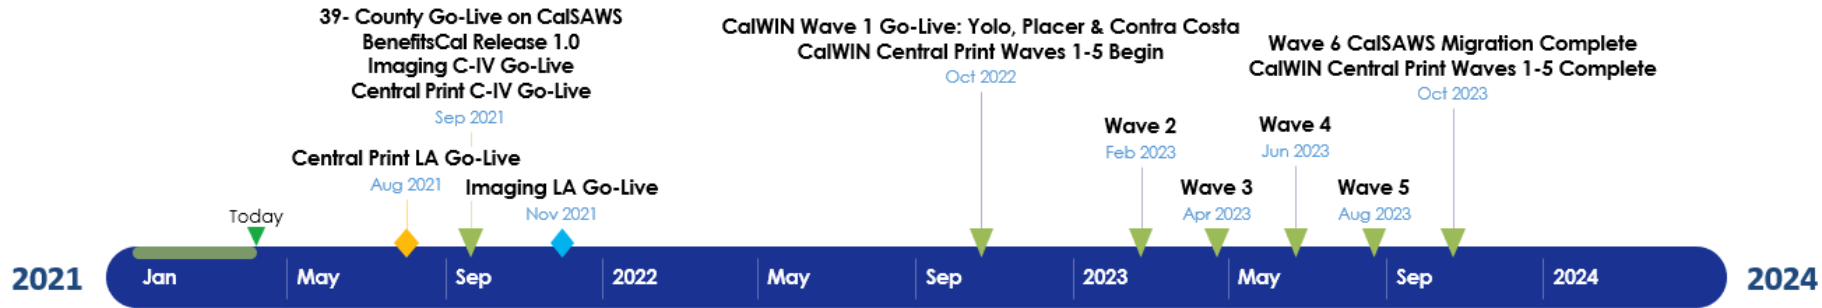 39- County Go-Live on CalSAWS
BenefitsCal Release 1.0
Imaging C-IV Go-Live
Central Print C-IV Go-Live
Sep 2021
Central Print LA Go-Live
Aug 2021
Imaging LA Go-Live
Nov 2021
Today
CalWIN Wave 1 Go-Live: Yolo, Placer & Contra Costa
CalWIN Central Print Waves 1-5 Begin
Oct 2022
Wave 2
Feb 2023
Wave 3
Apr 2023
Wave 4
Jun 2023
Wave 5
Aug 2023
Wave 6 CalSAWS Migration Complete
CalWIN Central Print Waves 1-5 Complete
Oct 2023
2021
Jan
May
Sep
2022
May
Sep
2023
May
Sep
2024
2024